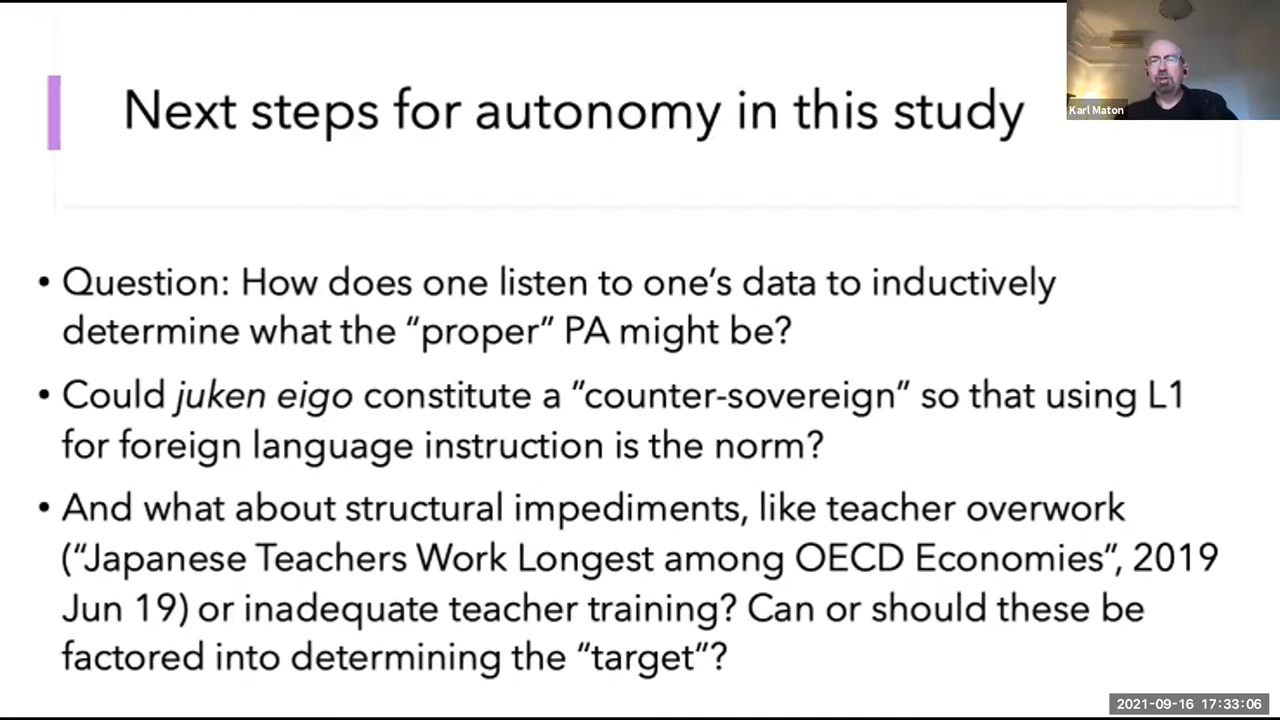 Next steps for autonomy in this study
Karl Maton
• Question: How does one listen to one’s data to inductively
determine what the “proper” PA might be?
• Could juken eigo constitute a “counter-sovereign” so that using L1
for foreign language instruction is the norm?
• And what about structural impediments, like teacher overwork
(“Japanese Teachers Work Longest among OECD Economies”, 2019
Jun 19) or inadequate teacher training? Can or should these be
factored into determining the “target”?
2021-09-16 17:33:06